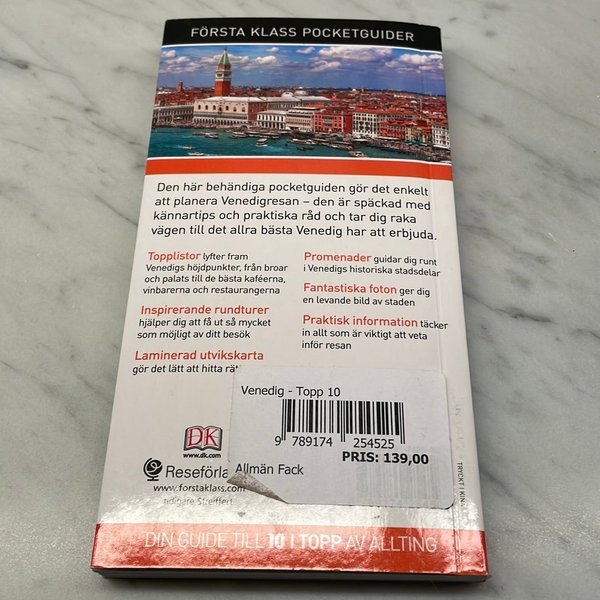 FÖRSTA KLASS POCKETGUIDER
Den här behändiga pocketguiden gör det enkelt
att planera Venedigresan – den är späckad med
kännartips och praktiska råd och tar dig raka
vägen till det allra bästa Venedig har att erbjuda.
Topplistor lyfter fram
Venedigs höjdpunkter, från broar
och palats till de bästa kaféerna,
vinbarerna och restaurangerna
Inspirerande rundturer
hjälper dig att få ut så mycket
som möjligt av ditt besök
Laminerad utvikskarta
gör det lätt att hitta
Promenader guidar dig runt
i Venedigs historiska stadsdelar
Fantastiska foton ger dig
en levande bild av staden
Praktisk information täcker
in allt som är viktigt att veta
inför resan
Venedig - Topp 10
9 789174 254525
PRIS: 139,00
Allmän Fack
DK
www.dk.com
Reseförla
www.forstaklass.com
tidigare Streiffert
TRYCKT I KIN
DIN GUIDE TILL 10 I TOPP AV ALLTING